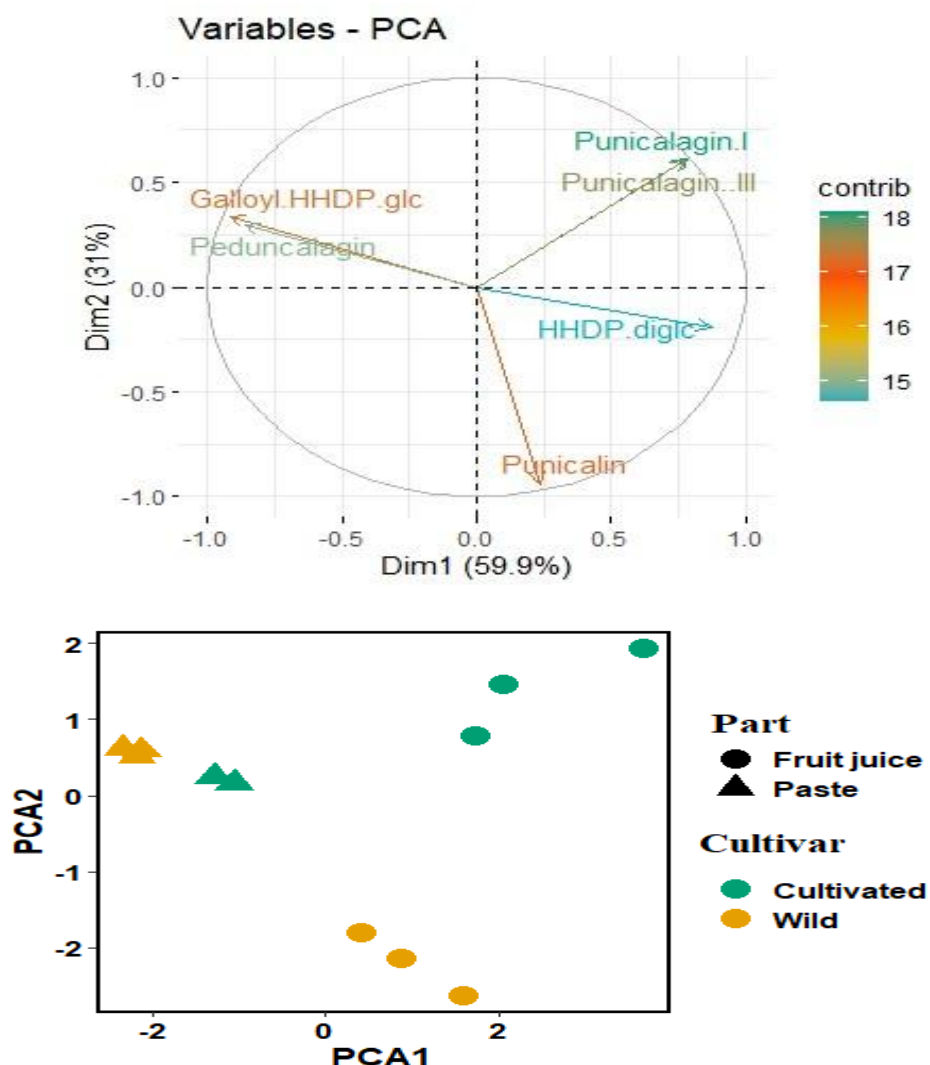 Variables - PCA
1.0
0.5
0.0
-0.5
-1.0
Dim2 (31%)
Punicalagin.I
Punicalagin..III
Galloyl.HHDP.glc
Peduncalagin
HHDP.diglc
Punicalin
-1.0 -0.5 0.0 0.5 1.0
Dim1 (59.9%)
contrib
18
17
16
15
2
1
0
-1
-2
PCA2
-2 0 2
PCA1
Part
Fruit juice
Paste
Cultivar
Cultivated
Wild